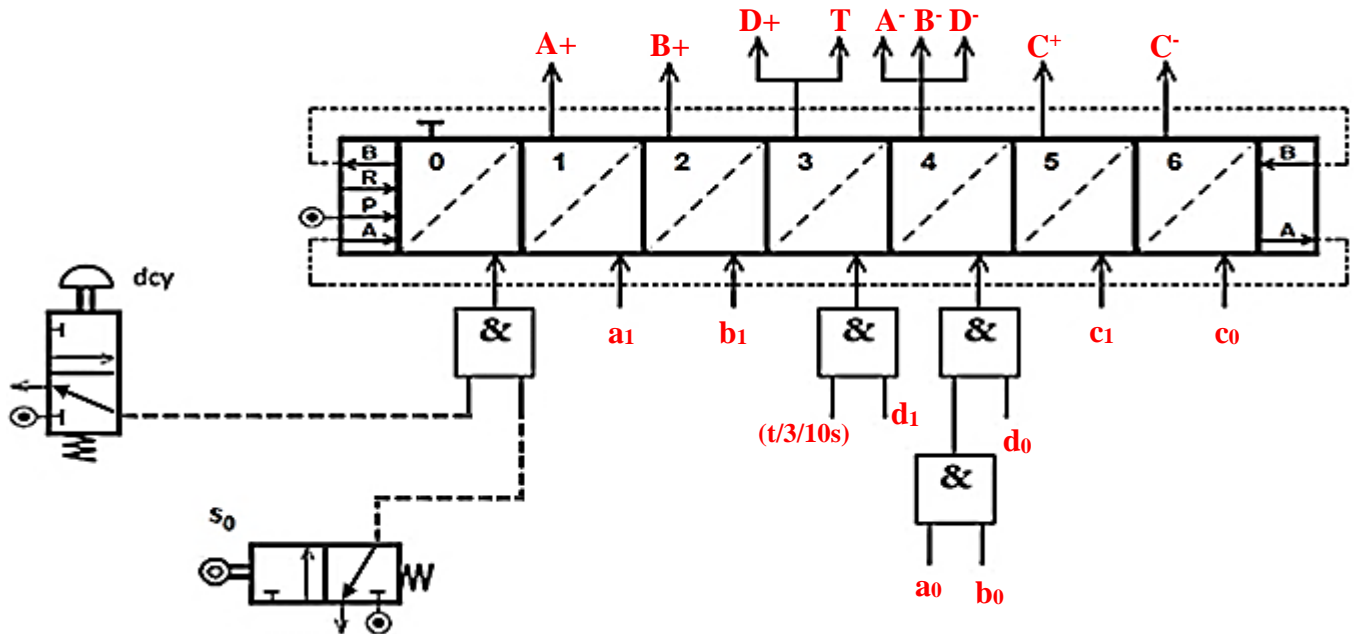 D+ T A- B- D-
A+ B+ C+ C-
B 0 1 2 3 4 5 6 B
R
P
A A
dcy
& a1 b1 & & c1 c0
(t/3/10s) d1 d0
&
s0
a0 b0